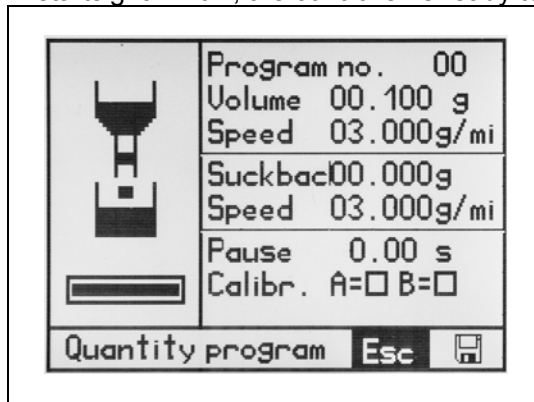 Program no. 00
Volume 00.100 g
Speed 03.000g/mi
Suckbac00.000g
Speed 03.000g/mi
Pause 0.00 s
Calibr. A=☐ B=☐
Quantity program Esc